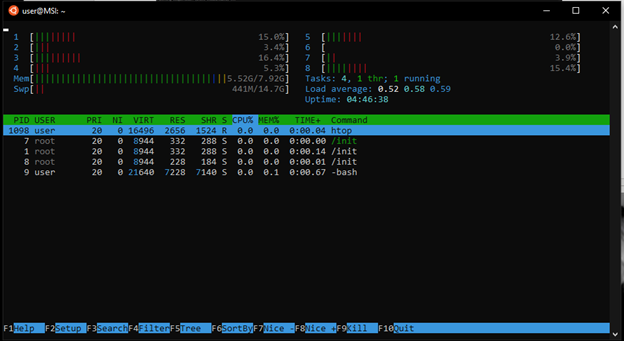 user@MSI: ~
1 [||||||||| 15.0%] 5 [|||||||| 12.6%]
2 [||| 3.4%] 6 [ 0.0%]
3 [|||||||||| 16.4%] 7 [|| 3.9%]
4 [||| 5.3%] 8 [||||||||| 15.4%]
Mem[||||||||||||||||||||||||||||||||||||||5.52G/7.92G] Tasks: 4, 1 thr; 1 running
Swp[|| 441M/14.7G] Load average: 0.52 0.58 0.59
Uptime: 04:46:38
PID USER PRI NI VIRT RES SHR S CPU% MEM% TIME+ Command
1098 user 20 0 16496 2656 1524 R 0.0 0.0 0:00.04 htop
7 root 20 0 8944 332 288 S 0.0 0.0 0:00.00 /init
1 root 20 0 8944 332 288 S 0.0 0.0 0:00.14 /init
8 root 20 0 8944 228 184 S 0.0 0.0 0:00.01 /init
9 user 20 0 21640 7228 7140 S 0.0 0.1 0:00.67 -bash
F1Help F2Setup F3SearchF4FilterF5Tree F6SortByF7Nice -F8Nice +F9Kill F10Quit